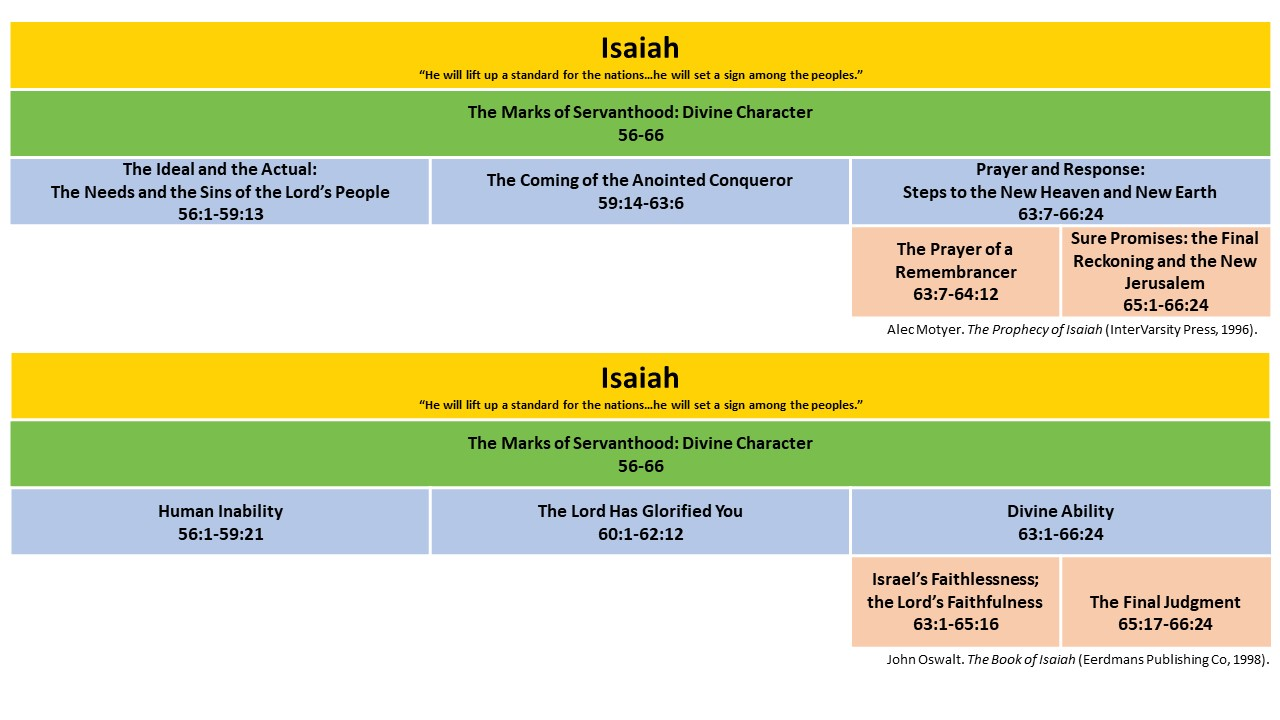 Isaiah
“He will lift up a standard for the nations…he will set a sign among the peoples.”
The Marks of Servanthood: Divine Character
56-66
The Ideal and the Actual:
The Needs and the Sins of the Lord’s People
56:1-59:13
The Coming of the Anointed Conqueror
59:14-63:6
Prayer and Response:
Steps to the New Heaven and New Earth
63:7-66:24
The Prayer of a
Remembrancer
63:7-64:12
Sure Promises: the Final
Reckoning and the New
Jerusalem
65:1-66:24
Alec Motyer. The Prophecy of Isaiah (InterVarsity Press, 1996).
Isaiah
“He will lift up a standard for the nations…he will set a sign among the peoples.”
The Marks of Servanthood: Divine Character
56-66
Human Inability
56:1-59:21
The Lord Has Glorified You
60:1-62:12
Divine Ability
63:1-66:24
Israel’s Faithlessness;
the Lord’s Faithfulness
63:1-65:16
The Final Judgment
65:17-66:24
John Oswalt. The Book of Isaiah (Eerdmans Publishing Co, 1998).